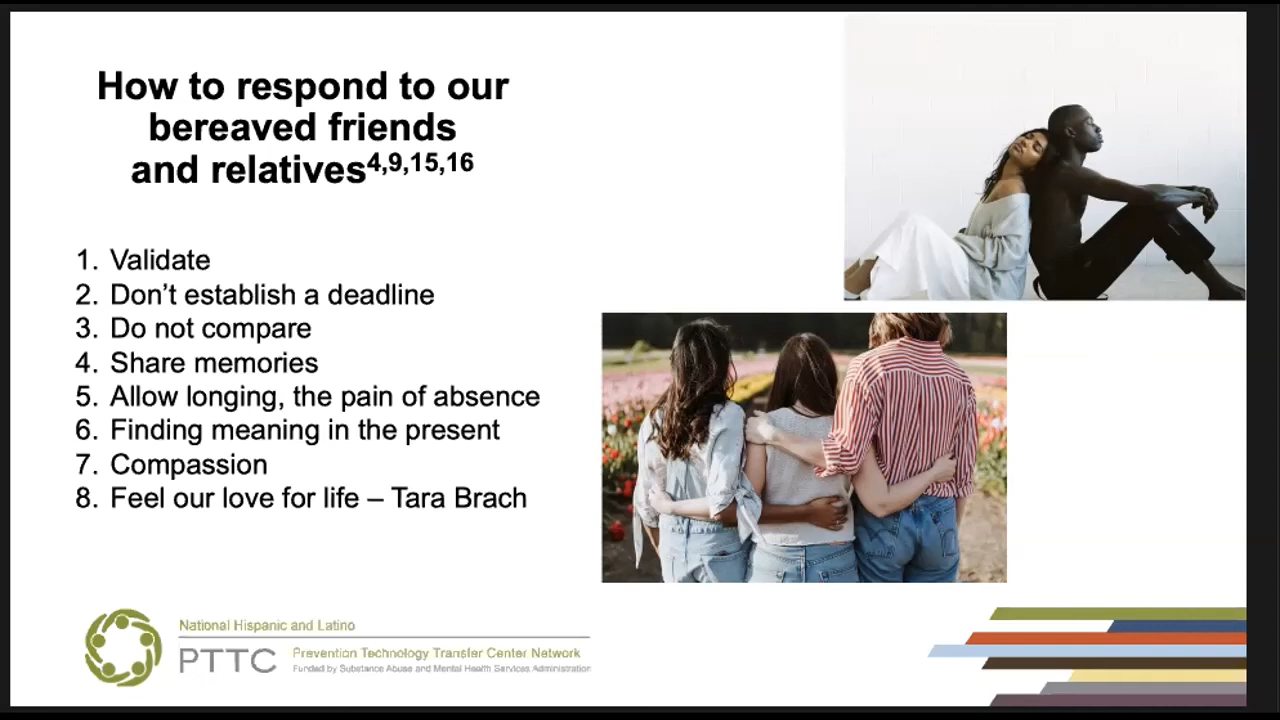 How to respond to our
bereaved friends
and relatives4,9,15,16
1. Validate
2. Don’t establish a deadline
3. Do not compare
4. Share memories
5. Allow longing, the pain of absence
6. Finding meaning in the present
7. Compassion
8. Feel our love for life – Tara Brach
National Hispanic and Latino
PTTC
Prevention Technology Transfer Center Network
Funded by Substance Abuse and Mental Health Services Administration